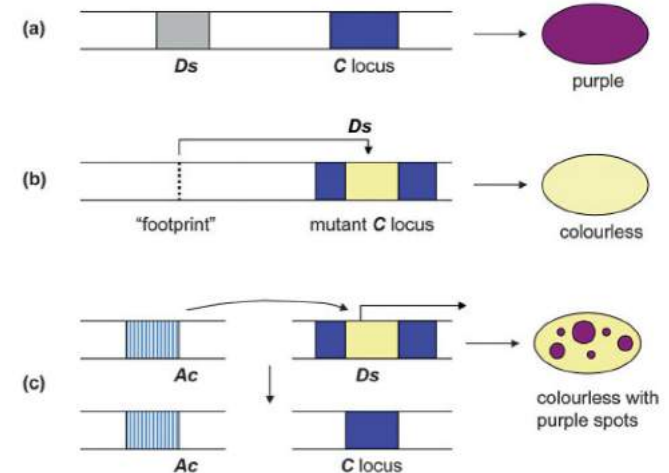 (a)
Ds
C locus
purple
Ds
(b)
"footprint"
mutant C locus
colourless
(c)
Ac
Ds
colourless with
purple spots
Ac
C locus